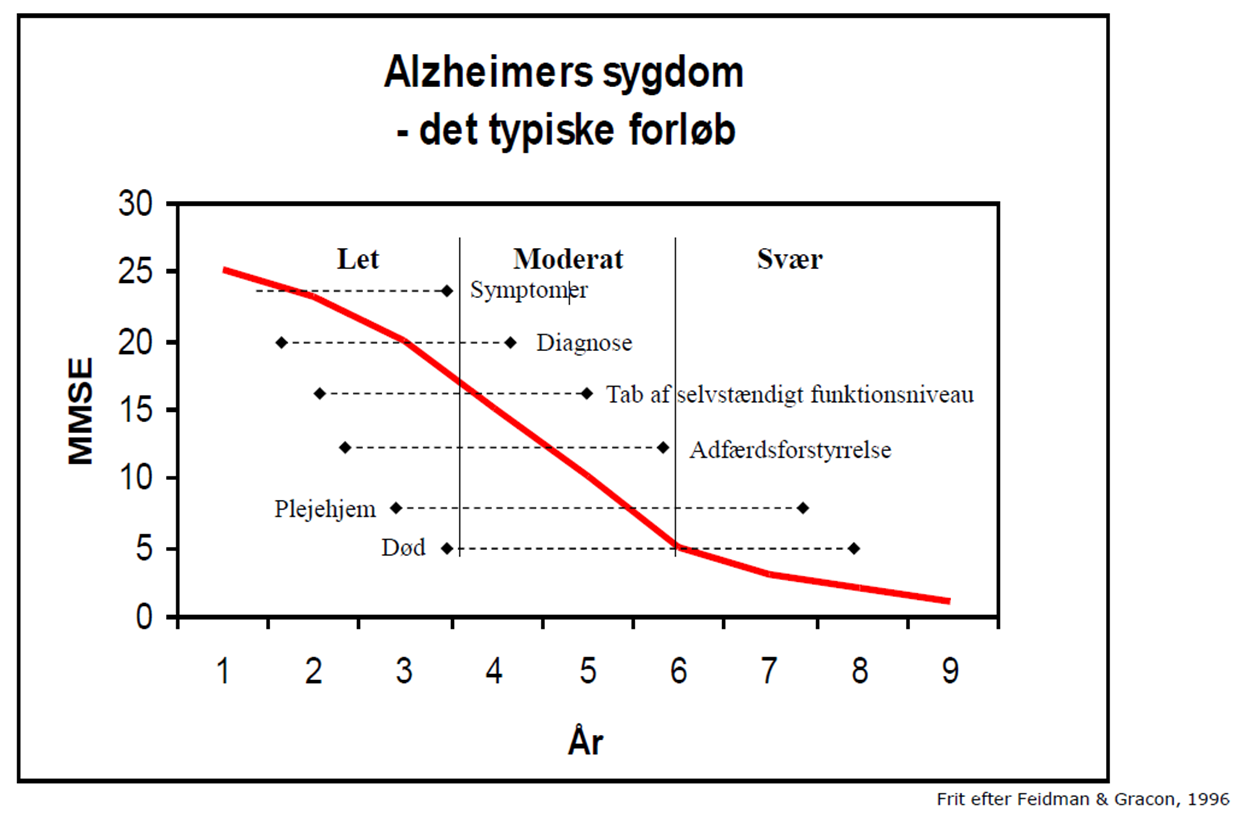 Alzheimers sygdom
- det typiske forløb
30
25
20
15
10
5
0
MMSE
Let Moderat Svær
Symptomer
Diagnose
Tab af selvstændigt funktionsniveau
Adfærdsforstyrrelse
Plejehjem
Død
1 2 3 4 5 6 7 8 9
År
Frit efter Feidman & Gracon, 1996